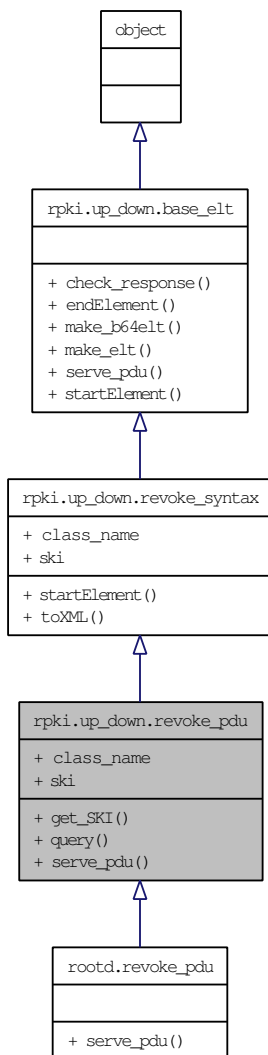 object
rpki.up_down.base_elt
+ check_response()
+ endElement()
+ make_b64elt()
+ make_elt()
+ serve_pdu()
+ startElement()
rpki.up_down.revoke_syntax
+ class_name
+ ski
+ startElement()
+ toXML()
rpki.up_down.revoke_pdu
+ class_name
+ ski
+ get_SKI()
+ query()
+ serve_pdu()
rootd.revoke_pdu
+ serve_pdu()